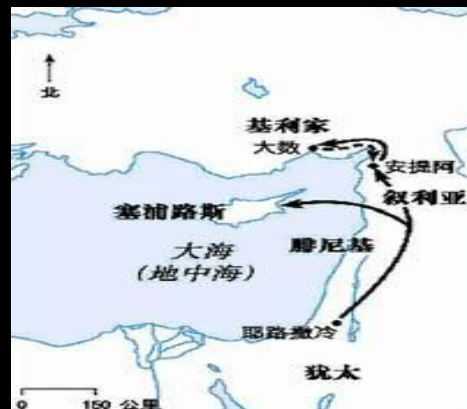 北
基利家
大数
安提阿
叙利亚
塞浦路斯
腓尼基
大海
(地中海)
耶路撒冷
犹太
0 150 公里